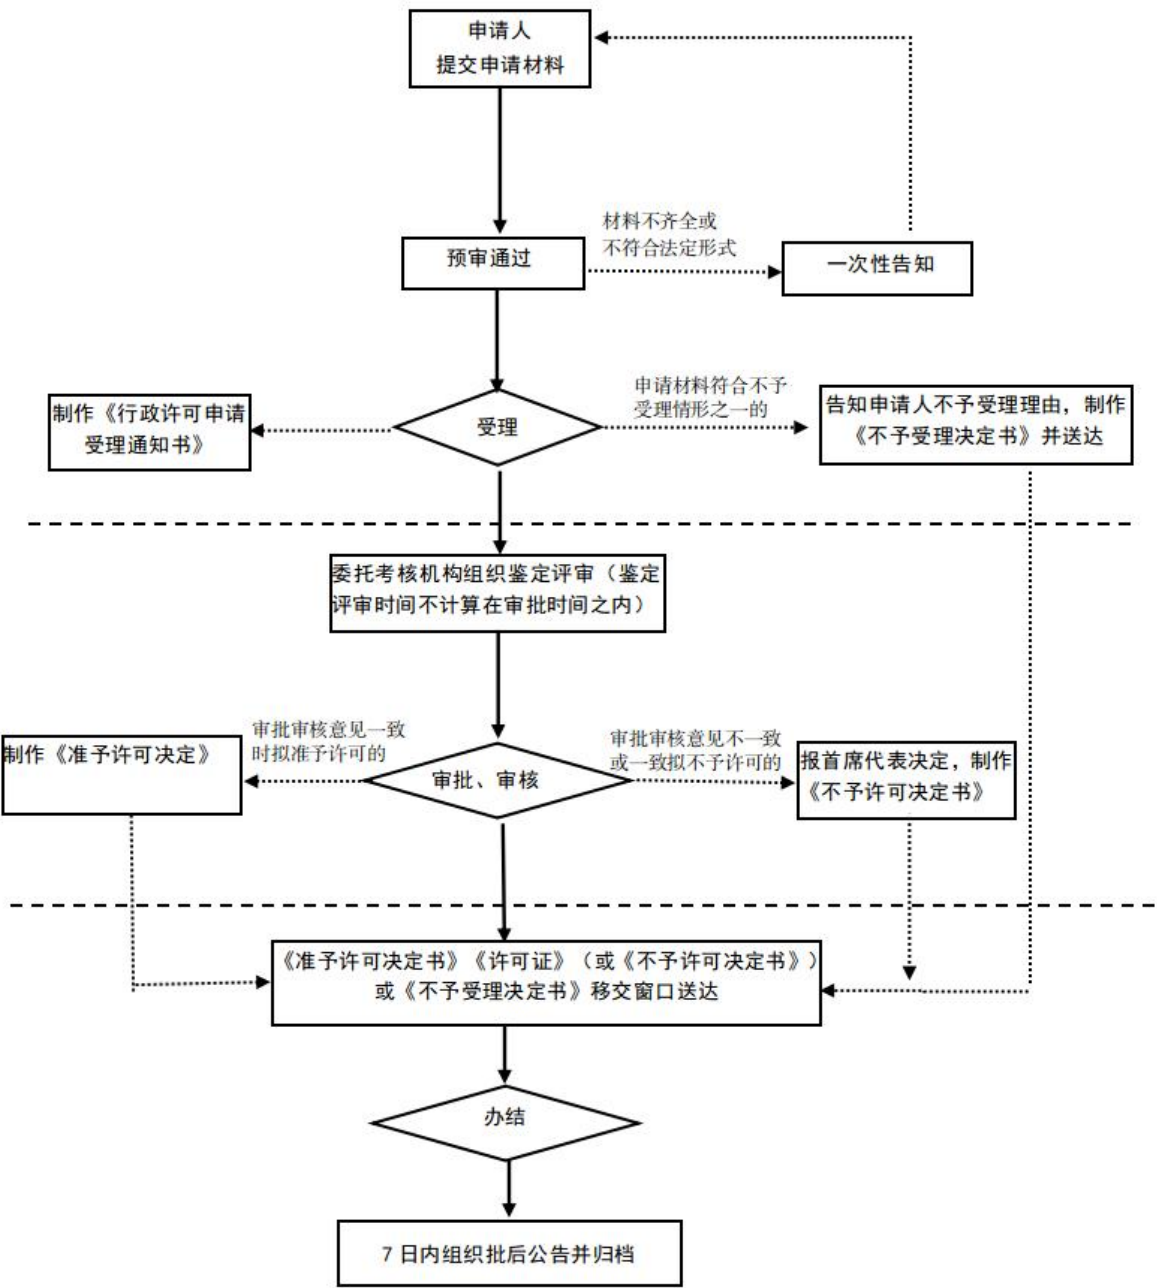 申请人
提交申请材料
材料不齐全或
不符合法定形式
预审通过
一次性告知
申请材料符合不予
受理情形之一的
制作《行政许可申请
受理通知书》
受理
告知申请人不予受理理由，制作
《不予受理决定书》并送达
委托考核机构组织鉴定评审（鉴定
评审时间不计算在审批时间之内）
审批审核意见一致
时拟准予许可的
审批审核意见不一致
或一致拟不予许可的
制作《准予许可决定》
审批、审核
报首席代表决定，制作
《不予许可决定书》
《准予许可决定书》《许可证》（或《不予许可决定书》）
或《不予受理决定书》移交窗口送达
办结
7 日内组织批后公告并归档